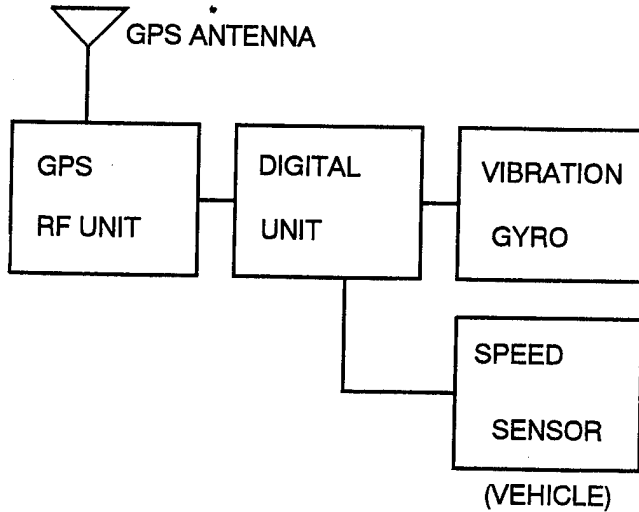 GPS ANTENNA
GPS
RF UNIT
DIGITAL
UNIT
VIBRATION
GYRO
SPEED
SENSOR
(VEHICLE)